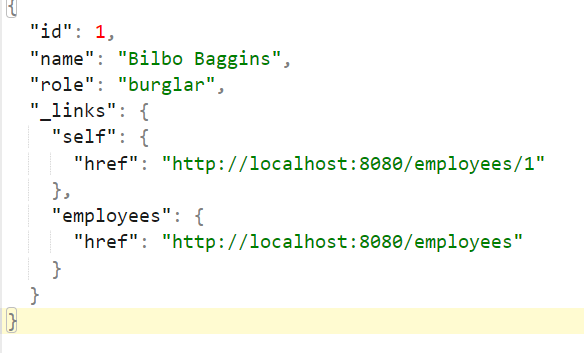 {
  "id": 1,
  "name": "Bilbo Baggins",
  "role": "burglar",
  "_links": {
    "self": {
      "href": "http://localhost:8080/employees/1"
    },
    "employees": {
      "href": "http://localhost:8080/employees"
    }
  }
}